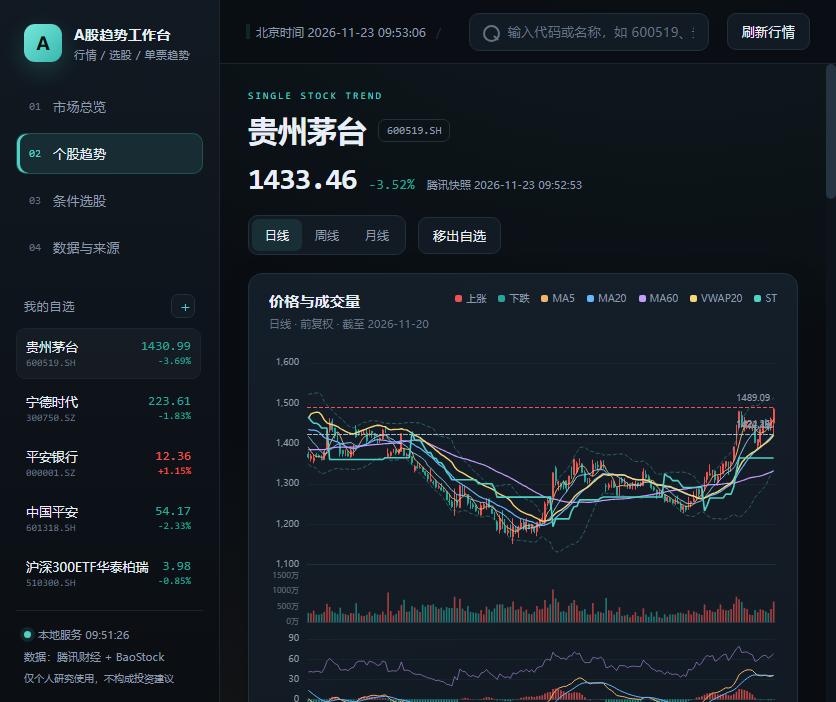 A
A股趋势工作台
行情 / 选股 / 单票趋势
01 市场总览
02 个股趋势
03 条件选股
04 数据与来源
我的自选 +
贵州茅台 1430.99
600519.SH -3.69%
宁德时代 223.61
300750.SZ -1.83%
平安银行 12.36
000001.SZ +1.15%
中国平安 54.17
601318.SH -2.33%
沪深300ETF华泰柏瑞 3.98
510300.SH -0.85%
本地服务 09:51:26
数据：腾讯财经 + BaoStock
仅个人研究使用，不构成投资建议
北京时间 2026-11-23 09:53:06 /
输入代码或名称，如 600519、
刷新行情
SINGLE STOCK TREND
贵州茅台 600519.SH
1433.46 -3.52% 腾讯快照 2026-11-23 09:52:53
日线 周线 月线 移出自选
价格与成交量 上涨 下跌 MA5 MA20 MA60 VWAP20 ST
日线 · 前复权 · 截至 2026-11-20
1,600
1,500
1489.09
1,400
1,300
1,200
1,100
1500万
1000万
500万
0万
90
60
30
0